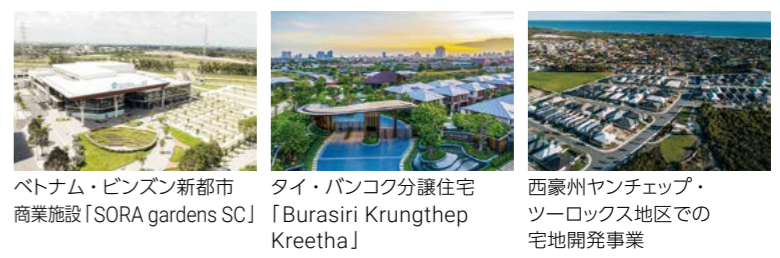 ベトナム・ビンズン新都市
商業施設「SORA gardens SC」
タイ・バンコク分譲住宅
「Burasiri Krungthep
Kreetha」
西豪州ヤンチェップ・
ツーロックス地区での
宅地開発事業